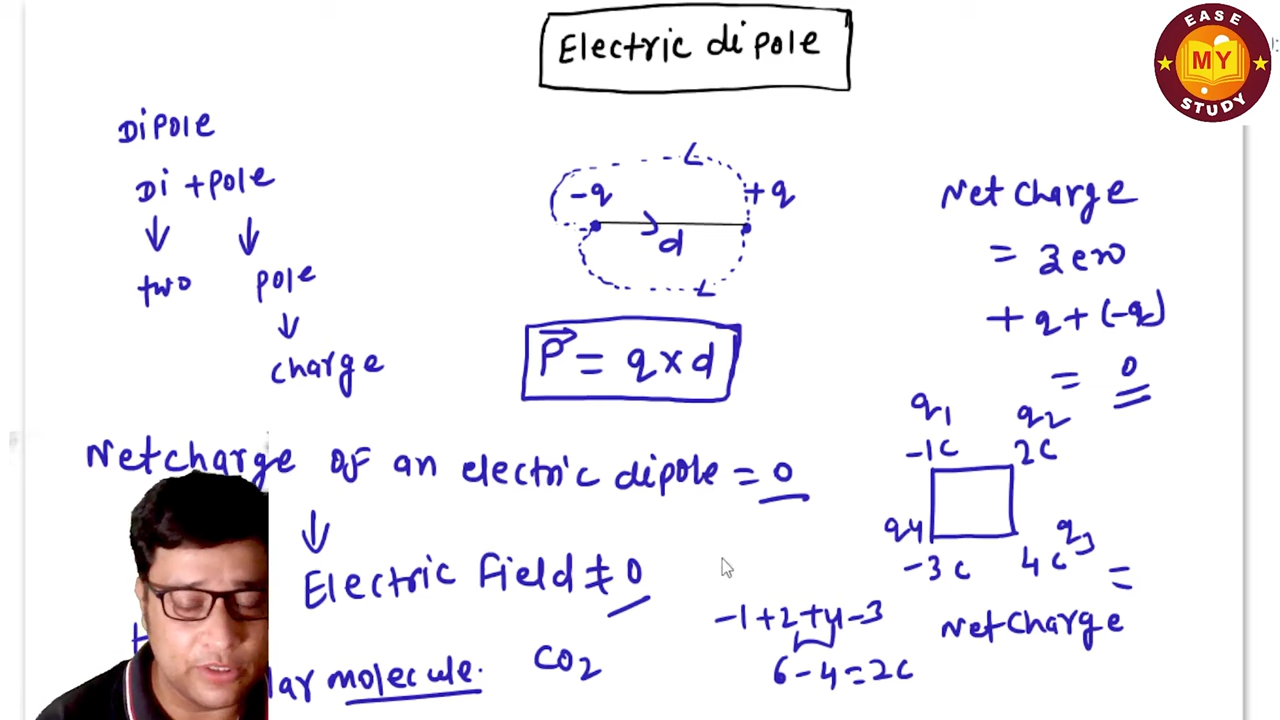 Electric dipole
EASE
MY
STUDY
Dipole
Di + pole
two pole
charge
-q +q
d
P = q x d
Net charge
= zero
+ q + (-q)
= 0
q1 q2
-1C 2C
q4 q3
-3C 4C
=
Net charge
Net charge of an electric dipole = 0
Electric Field ≠ 0
-1+2+4-3
6-4=2C
molecule. CO2